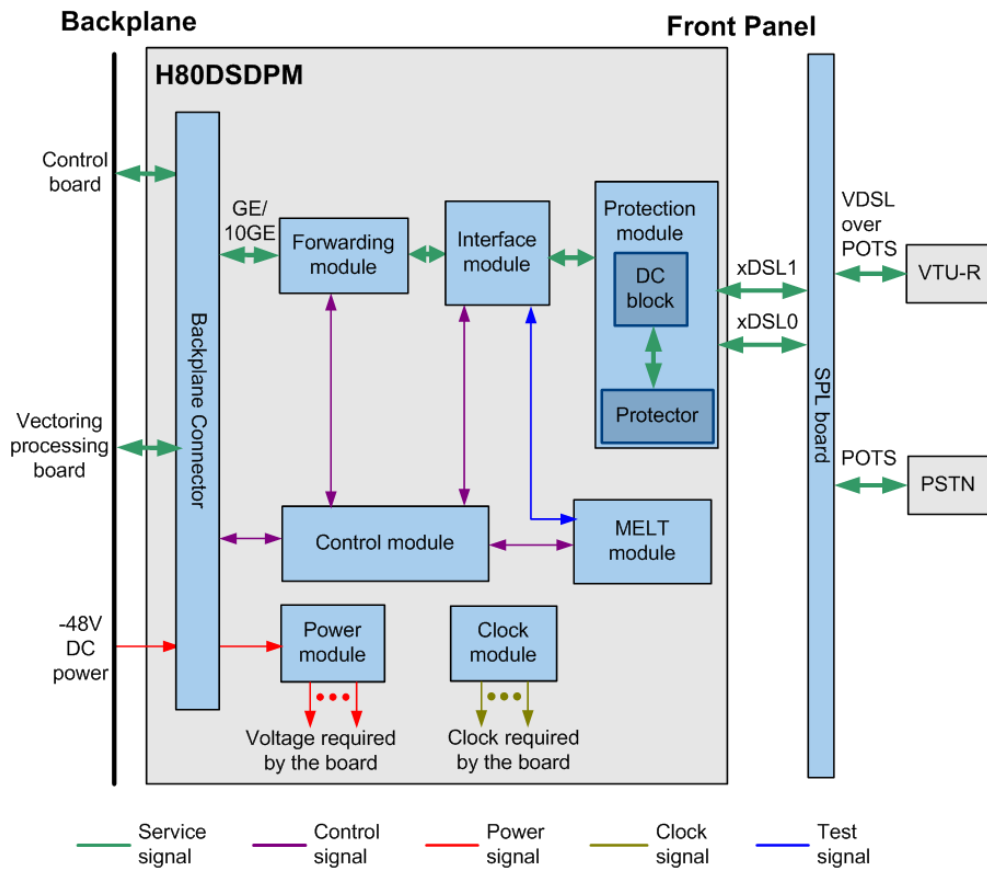 Backplane
Front Panel
H80DSDPM
Control
board
GE/
10GE
Forwarding
module
Interface
module
Protection
module
DC
block
Protector
xDSL1
xDSL0
VDSL
over
POTS
VTU-R
Backplane Connector
SPL board
Vectoring
processing
board
POTS
PSTN
Control module
MELT
module
-48V
DC
power
Power
module
Clock
module
Voltage required
by the board
Clock required
by the board
Service
signal
Control
signal
Power
signal
Clock
signal
Test
signal